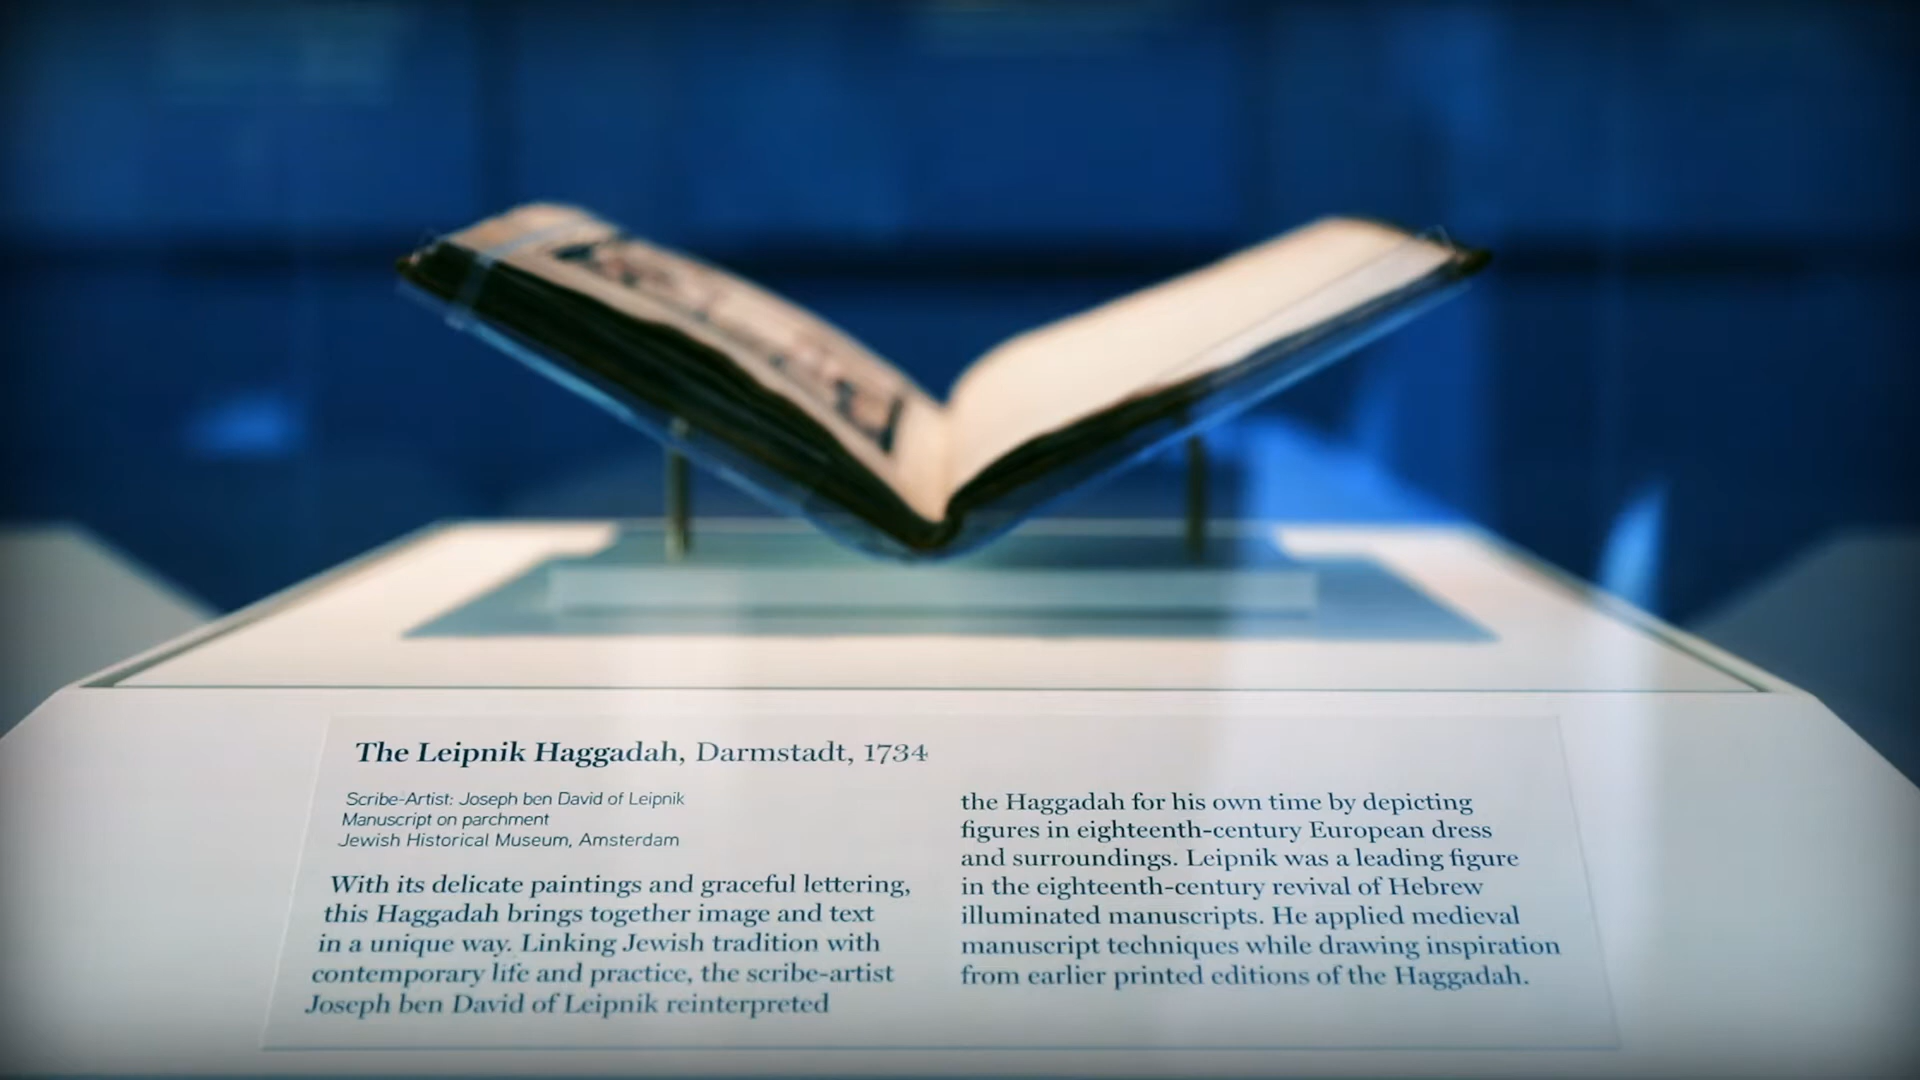 The Leipnik Haggadah, Darmstadt, 1734
Scribe-Artist: Joseph ben David of Leipnik
Manuscript on parchment
Jewish Historical Museum, Amsterdam
With its delicate paintings and graceful lettering,
this Haggadah brings together image and text
in a unique way. Linking Jewish tradition with
contemporary life and practice, the scribe-artist
Joseph ben David of Leipnik reinterpreted
the Haggadah for his own time by depicting
figures in eighteenth-century European dress
and surroundings. Leipnik was a leading figure
in the eighteenth-century revival of Hebrew
illuminated manuscripts. He applied medieval
manuscript techniques while drawing inspiration
from earlier printed editions of the Haggadah.